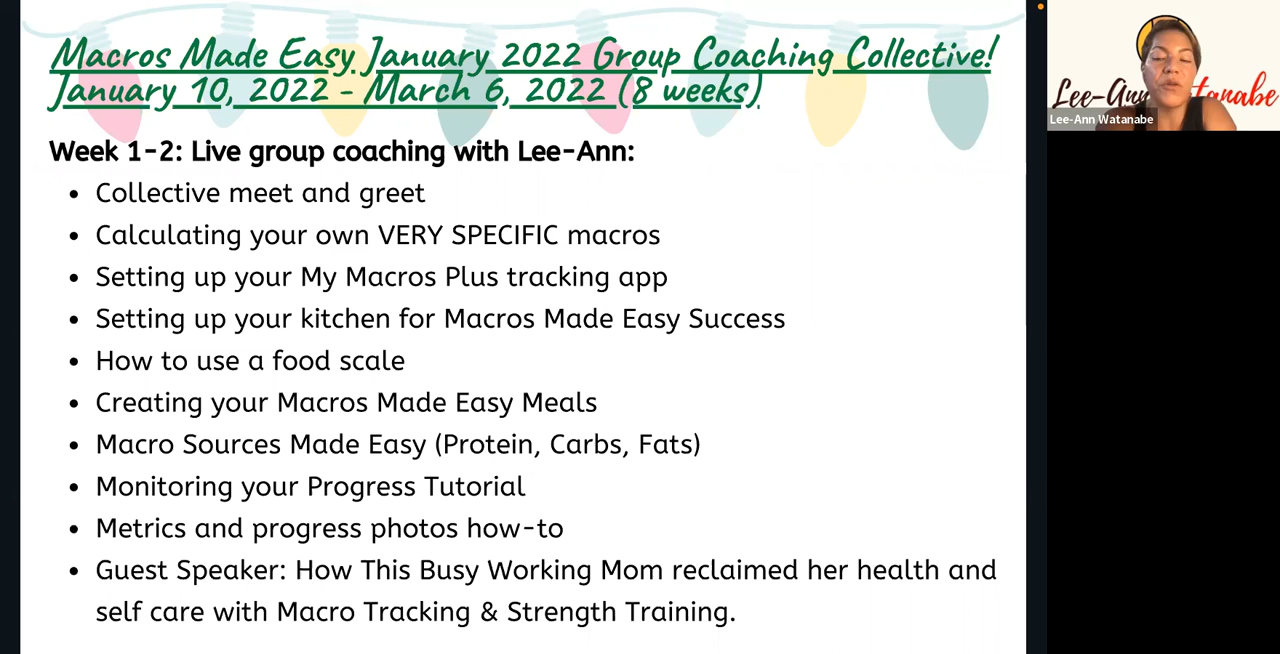 Macros Made Easy January 2022 Group Coaching Collective!
January 10, 2022 - March 6, 2022 (8 weeks)
Week 1-2: Live group coaching with Lee-Ann:
• Collective meet and greet
• Calculating your own VERY SPECIFIC macros
• Setting up your My Macros Plus tracking app
• Setting up your kitchen for Macros Made Easy Success
• How to use a food scale
• Creating your Macros Made Easy Meals
• Macro Sources Made Easy (Protein, Carbs, Fats)
• Monitoring your Progress Tutorial
• Metrics and progress photos how-to
• Guest Speaker: How This Busy Working Mom reclaimed her health and
self care with Macro Tracking & Strength Training.
Lee-Ann tanabe
Lee-Ann Watanabe